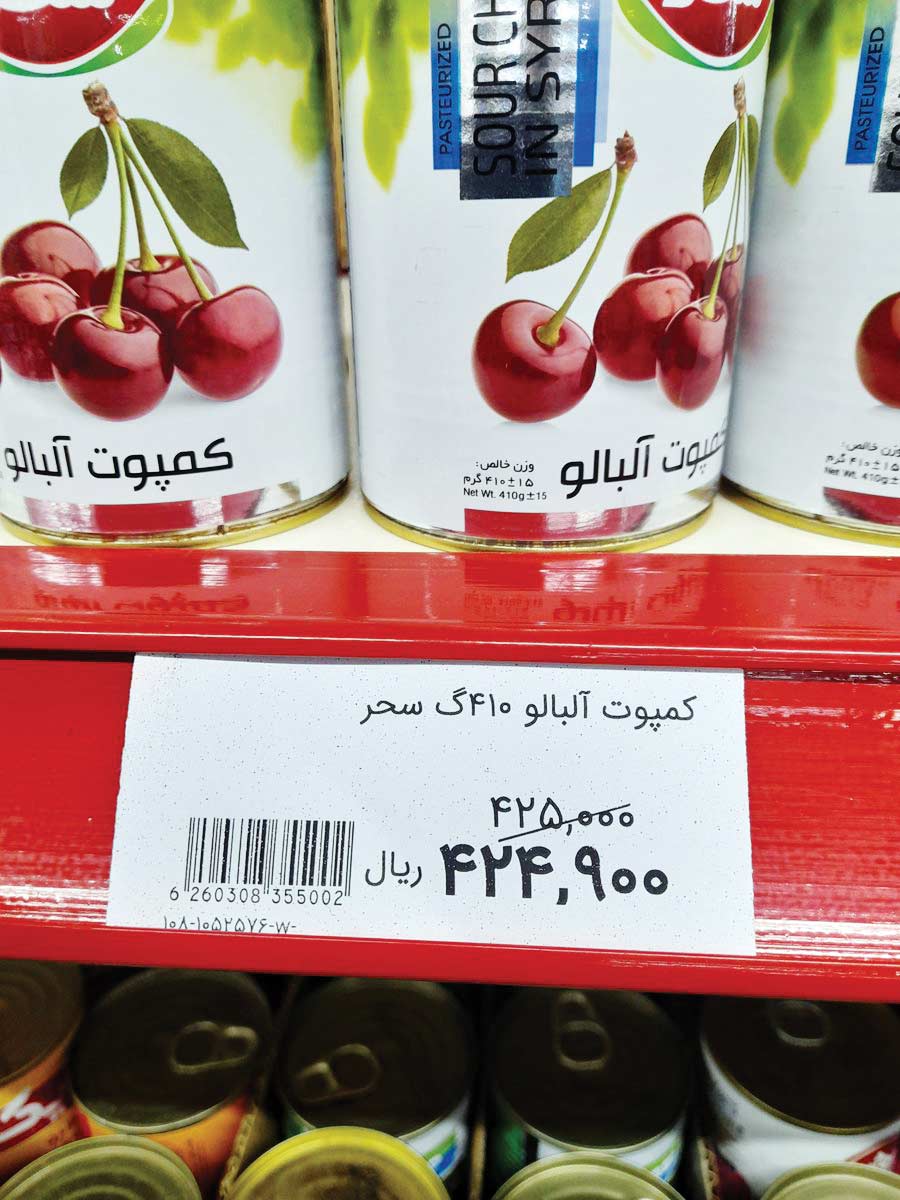 PASTEURIZED
SOUR CH
IN SYR
PASTEURIZED
کمپوت آلبالو
وزن خالص:
۴۱۰±۱۵ گرم
Net Wt. 410g±15
کمپوت آلبالو
وزن خالص:
۴۱۰±۱۵ گرم
Net Wt. 410g±
کمپوت آلبالو ۴۱۰گ سحر
۴۲۵,۰۰۰
۴۲۴,۹۰۰ ریال
6 260308 355002
۱۰۸-۱۰۵۲۵۷۶-W-